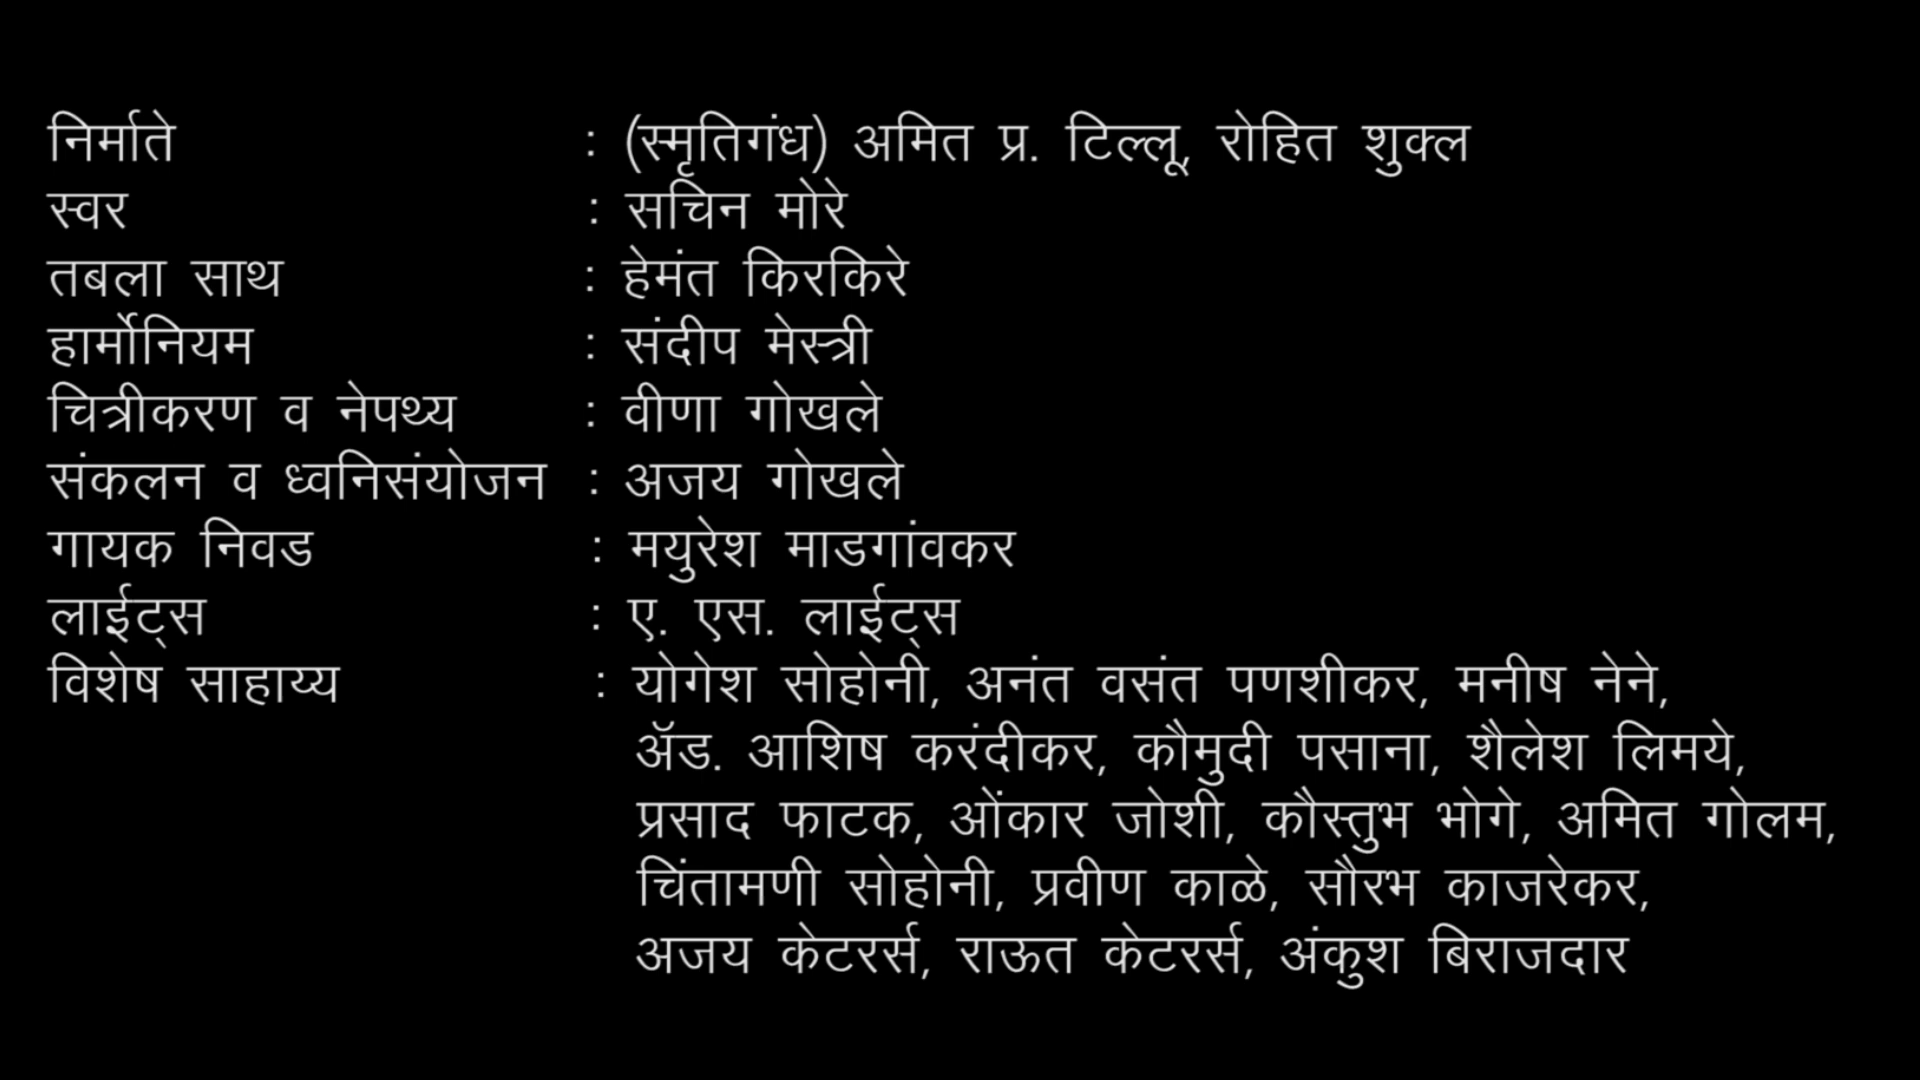 निर्माते : (स्मृतिगंध) अमित प्र. टिल्लू, रोहित शुक्ल
स्वर : सचिन मोरे
तबला साथ : हेमंत किरकिरे
हार्मोनियम : संदीप मेस्त्री
चित्रीकरण व नेपथ्य : वीणा गोखले
संकलन व ध्वनिसंयोजन : अजय गोखले
गायक निवड : मयुरेश माडगांवकर
लाईट्स : ए. एस. लाईट्स
विशेष साहाय्य : योगेश सोहोनी, अनंत वसंत पणशीकर, मनीष नेने,
ॲड. आशिष करंदीकर, कौमुदी पसाना, शैलेश लिमये,
प्रसाद फाटक, ओंकार जोशी, कौस्तुभ भोगे, अमित गोलम,
चिंतामणी सोहोनी, प्रवीण काळे, सौरभ काजरेकर,
अजय केटरर्स, राऊत केटरर्स, अंकुश बिराजदार